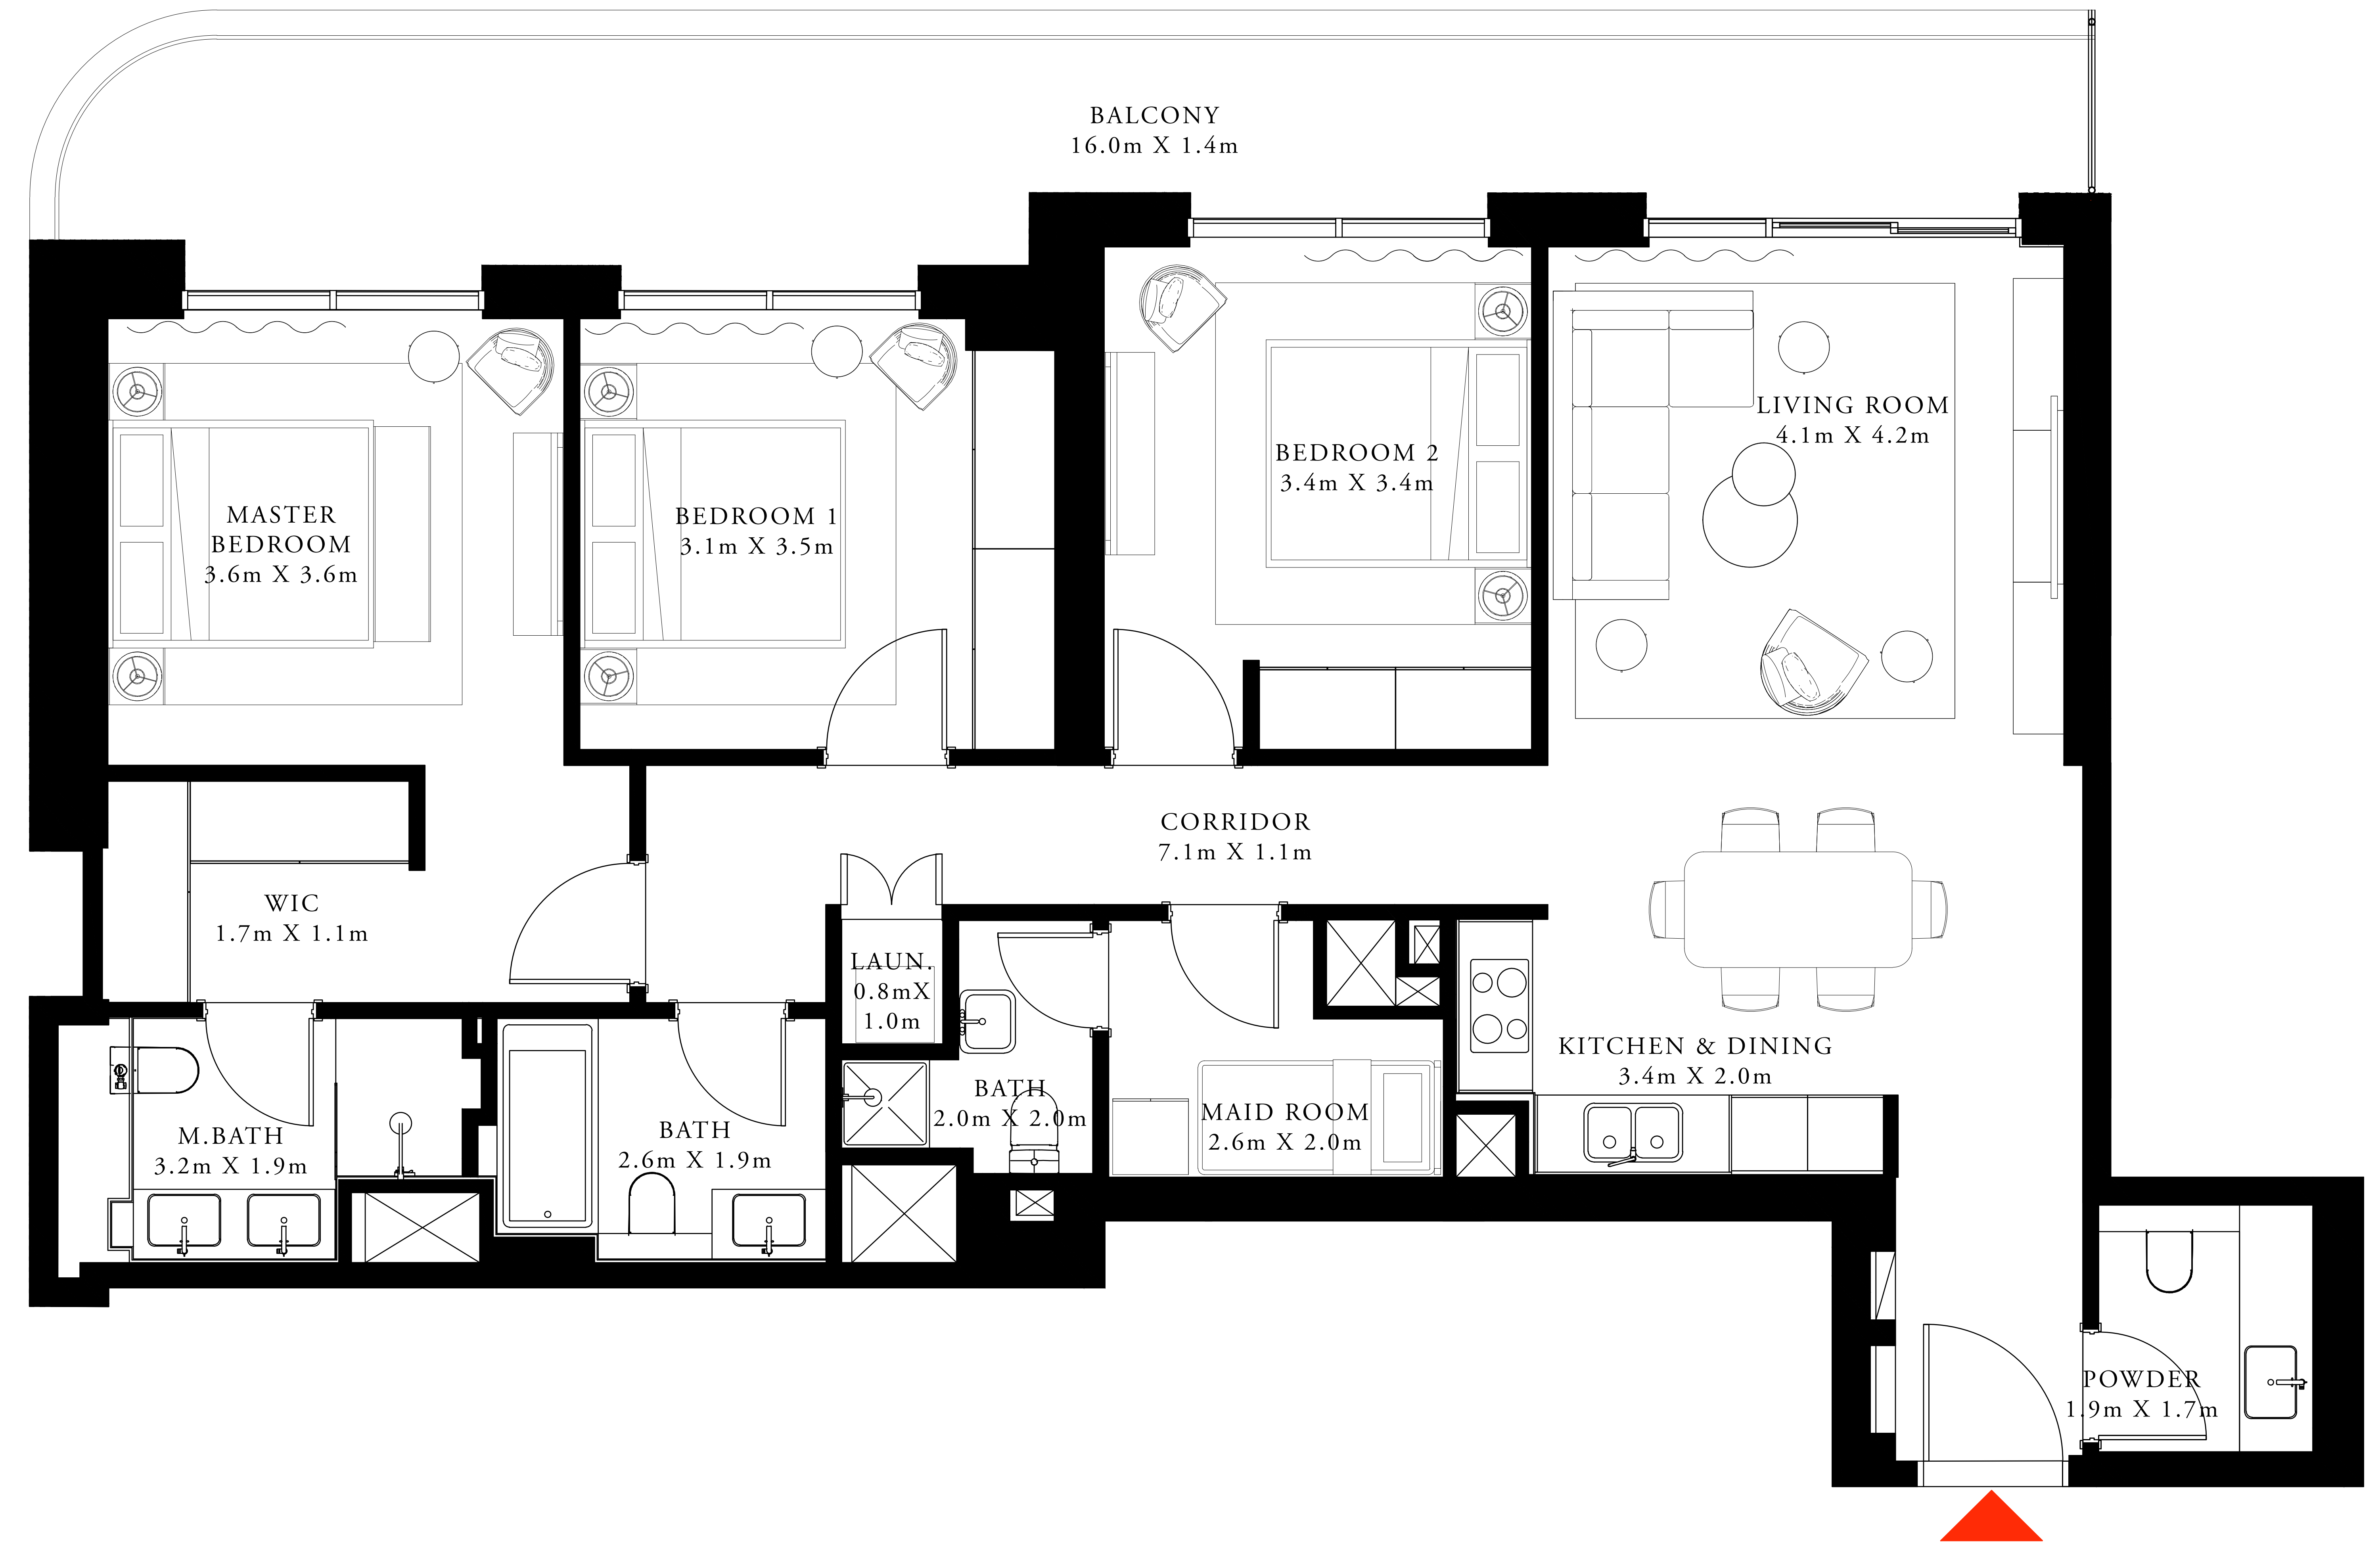 BALCONY
16.0m X 1.4m
LIVING ROOM
4.1m X 4.2m
BEDROOM 2
3.4m X 3.4m
MASTER
BEDROOM
3.6m X 3.6m
BEDROOM 1
3.1m X 3.5m
CORRIDOR
7.1m X 1.1m
WIC
1.7m X 1.1m
LAUN.
0.8mX
1.0m
KITCHEN & DINING
3.4m X 2.0m
BATH
2.0m X 2.0m
MAID ROOM
2.6m X 2.0m
M.BATH
3.2m X 1.9m
BATH
2.6m X 1.9m
POWDER
1.9m X 1.7m